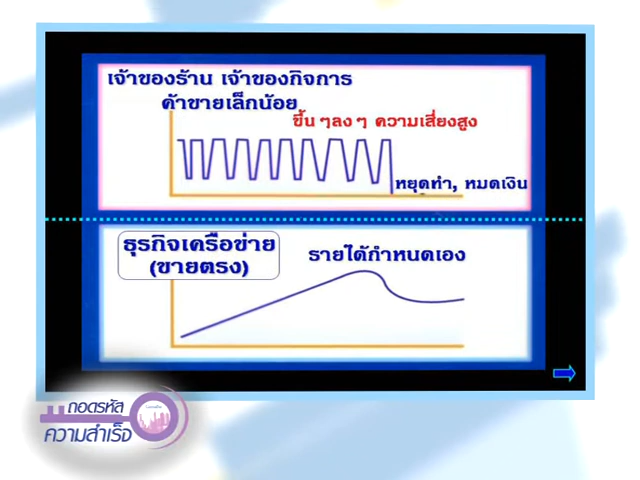 เจ้าของร้าน เจ้าของกิจการ
ค้าขายเล็กน้อย
ขึ้น ๆลง ๆ ความเสี่ยงสูง
หยุดทำ, หมดเงิน
ธุรกิจเครือข่าย
(ขายตรง)
รายได้กำหนดเอง
ถอดรหัส
ความสำเร็จ